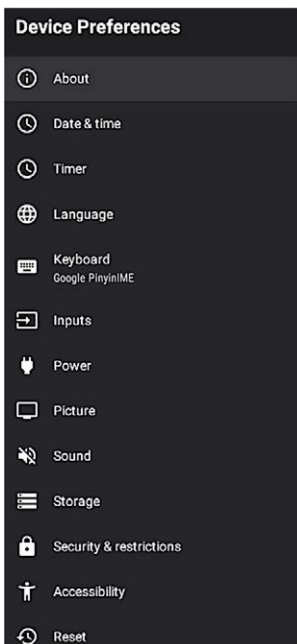 Device Preferences
About
Date & time
Timer
Language
Keyboard
Google PinyinIME
Inputs
Power
Picture
Sound
Storage
Security & restrictions
Accessibility
Reset